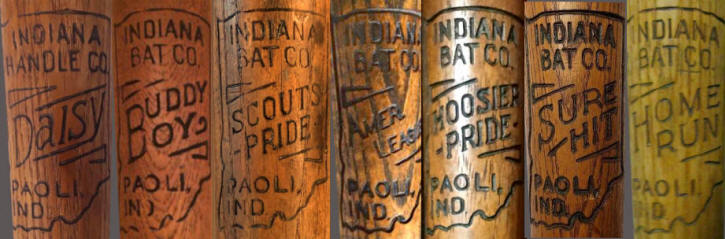 INDIANA
HANDLE CO.
Daisy
PAOLI,
IND.
INDIANA
BAT CO.
BUDDY
BOY
PAOLI,
IND.
INDIANA
BAT CO.
SCOUTS
-PRIDE-
PAOLI,
IND.
INDIANA
BAT CO.
AMER
LEAGU
PAOLI,
IND.
INDIANA
BAT CO.
HOOSIER
-PRIDE-
PAOLI,
IND.
INDIANA
BAT CO.
SURE
HIT
PAOLI,
IND.
INDIANA
BAT CO.
HOME
RUN
PAOLI,
IND.